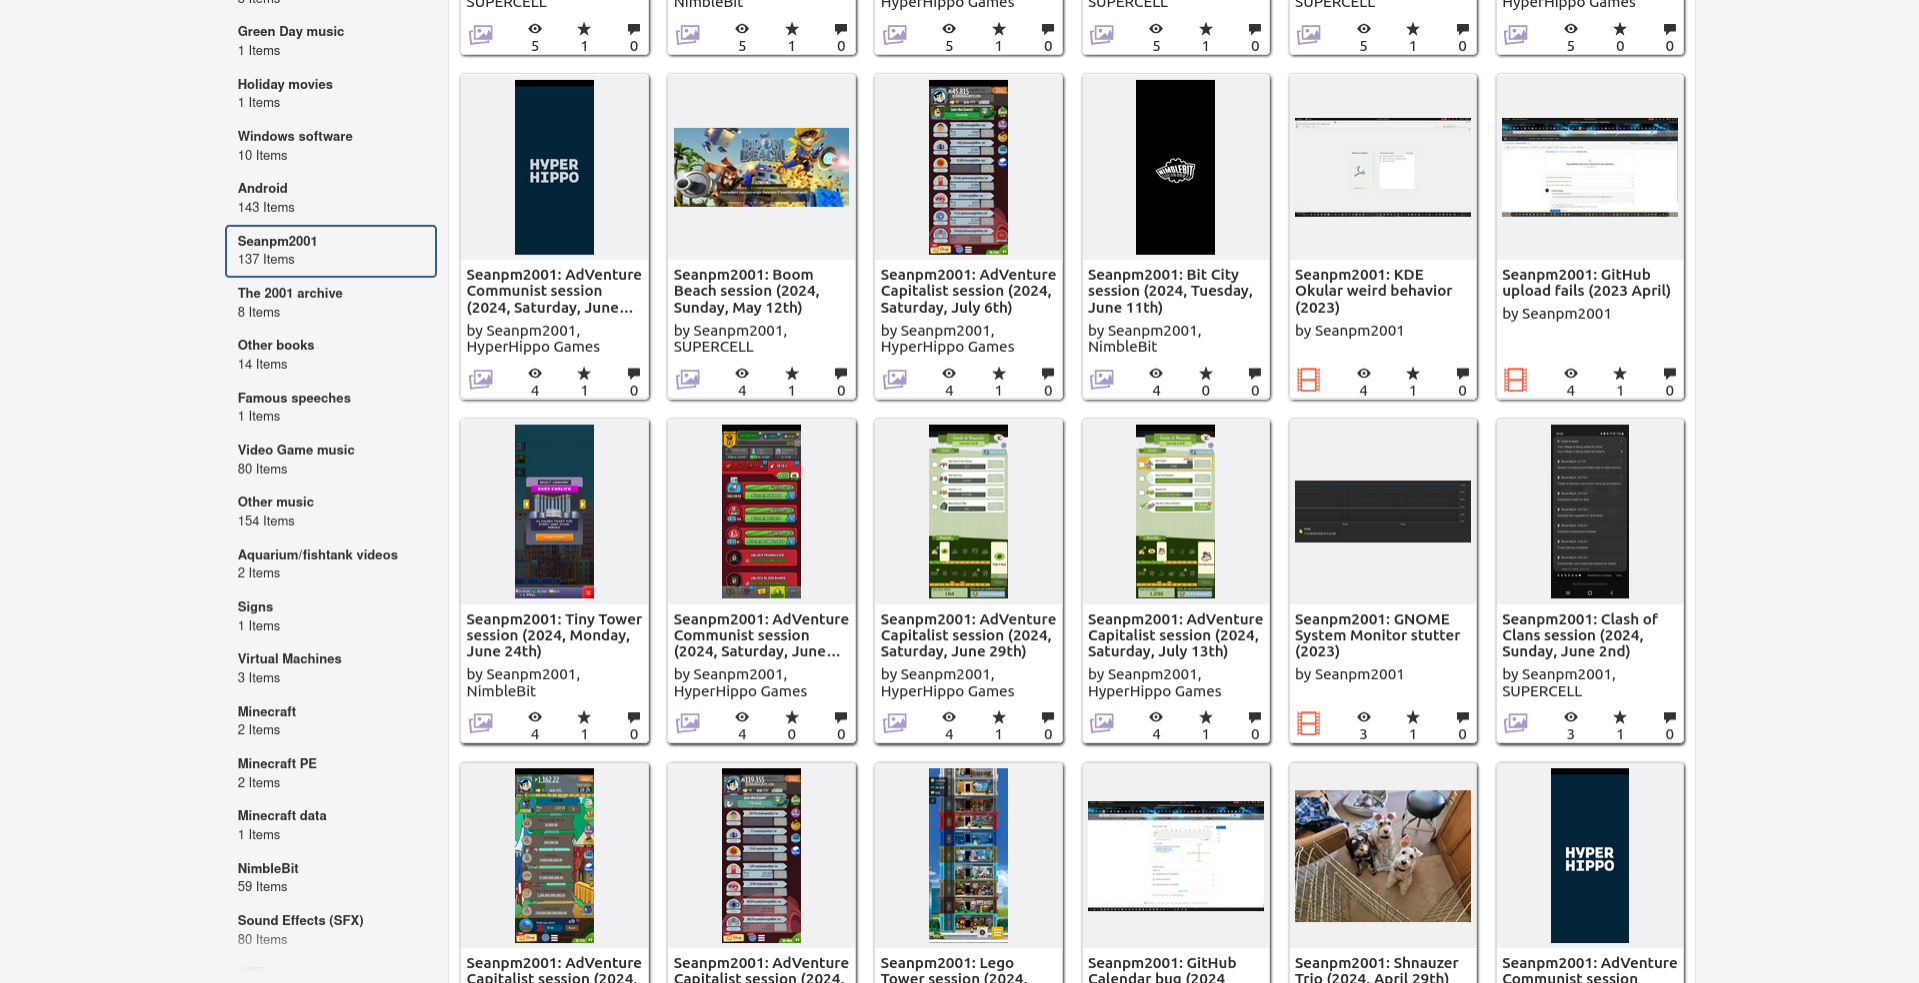 Green Day music
1 Items
Holiday movies
1 Items
Windows software
10 Items
Android
143 Items
Seanpm2001
137 Items
The 2001 archive
8 Items
Other books
14 Items
Famous speeches
1 Items
Video Game music
80 Items
Other music
154 Items
Aquarium/fishtank videos
2 Items
Signs
1 Items
Virtual Machines
3 Items
Minecraft
2 Items
Minecraft PE
2 Items
Minecraft data
1 Items
NimbleBit
59 Items
Sound Effects (SFX)
80 Items
SUPERCELL
5 1 0
NimbleBit
5 1 0
HyperHippo Games
5 1 0
SUPERCELL
5 1 0
SUPERCELL
5 1 0
HyperHippo Games
5 0 0
HYPER
HIPPO
Seanpm2001: AdVenture
Communist session
(2024, Saturday, June...
by Seanpm2001,
HyperHippo Games
4 1 0
BOOM
BEACH
Seanpm2001: Boom
Beach session (2024,
Sunday, May 12th)
by Seanpm2001,
SUPERCELL
4 1 0
Seanpm2001: AdVenture
Capitalist session (2024,
Saturday, July 6th)
by Seanpm2001,
HyperHippo Games
4 1 0
NIMBLEBIT
Seanpm2001: Bit City
session (2024, Tuesday,
June 11th)
by Seanpm2001,
NimbleBit
4 0 0
Seanpm2001: KDE
Okular weird behavior
(2023)
by Seanpm2001
4 1 0
Seanpm2001: GitHub
upload fails (2023 April)
by Seanpm2001
4 1 0
Seanpm2001: Tiny Tower
session (2024, Monday,
June 24th)
by Seanpm2001,
NimbleBit
4 1 0
Seanpm2001: AdVenture
Communist session
(2024, Saturday, June...
by Seanpm2001,
HyperHippo Games
4 0 0
Seanpm2001: AdVenture
Capitalist session (2024,
Saturday, June 29th)
by Seanpm2001,
HyperHippo Games
4 1 0
Seanpm2001: AdVenture
Capitalist session (2024,
Saturday, July 13th)
by Seanpm2001,
HyperHippo Games
4 1 0
Seanpm2001: GNOME
System Monitor stutter
(2023)
by Seanpm2001
3 1 0
Seanpm2001: Clash of
Clans session (2024,
Sunday, June 2nd)
by Seanpm2001,
SUPERCELL
3 1 0
Seanpm2001: AdVenture
Capitalist session (2024,
Seanpm2001: AdVenture
Capitalist session (2024,
Seanpm2001: Lego
Tower session (2024,
Seanpm2001: GitHub
Calendar bug (2024
Seanpm2001: Shnauzer
Trio (2024, April 29th)
HYPER
HIPPO
Seanpm2001: AdVenture
Communist session